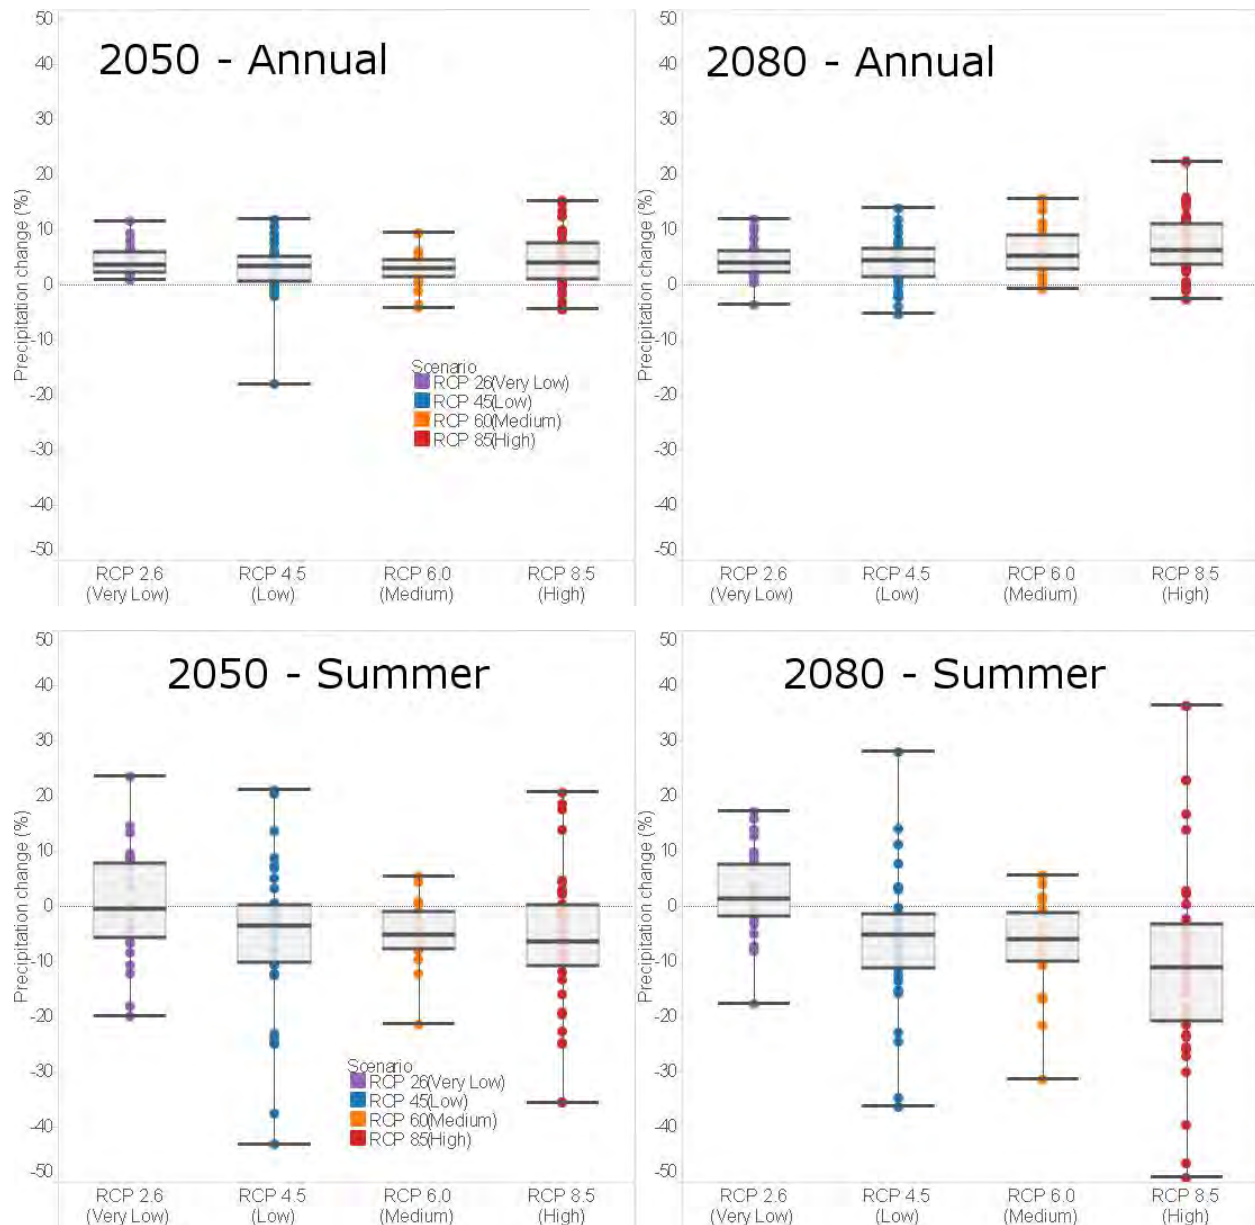 2050 - Annual
50
40
30
20
10
0
-10
-20
-30
-40
-50
Precipitation change (%)
Scenario
RCP 26(Very Low)
RCP 45(Low)
RCP 60(Medium)
RCP 85(High)
RCP 2.6
(Very Low)
RCP 4.5
(Low)
RCP 6.0
(Medium)
RCP 8.5
(High)
2080 - Annual
50
40
30
20
10
0
-10
-20
-30
-40
-50
Precipitation change (%)
RCP 2.6
(Very Low)
RCP 4.5
(Low)
RCP 6.0
(Medium)
RCP 8.5
(High)
2050 - Summer
50
40
30
20
10
0
-10
-20
-30
-40
-50
Precipitation change (%)
Scenario
RCP 26(Very Low)
RCP 45(Low)
RCP 60(Medium)
RCP 85(High)
RCP 2.6
(Very Low)
RCP 4.5
(Low)
RCP 6.0
(Medium)
RCP 8.5
(High)
2080 - Summer
50
40
30
20
10
0
-10
-20
-30
-40
-50
Precipitation change (%)
RCP 2.6
(Very Low)
RCP 4.5
(Low)
RCP 6.0
(Medium)
RCP 8.5
(High)